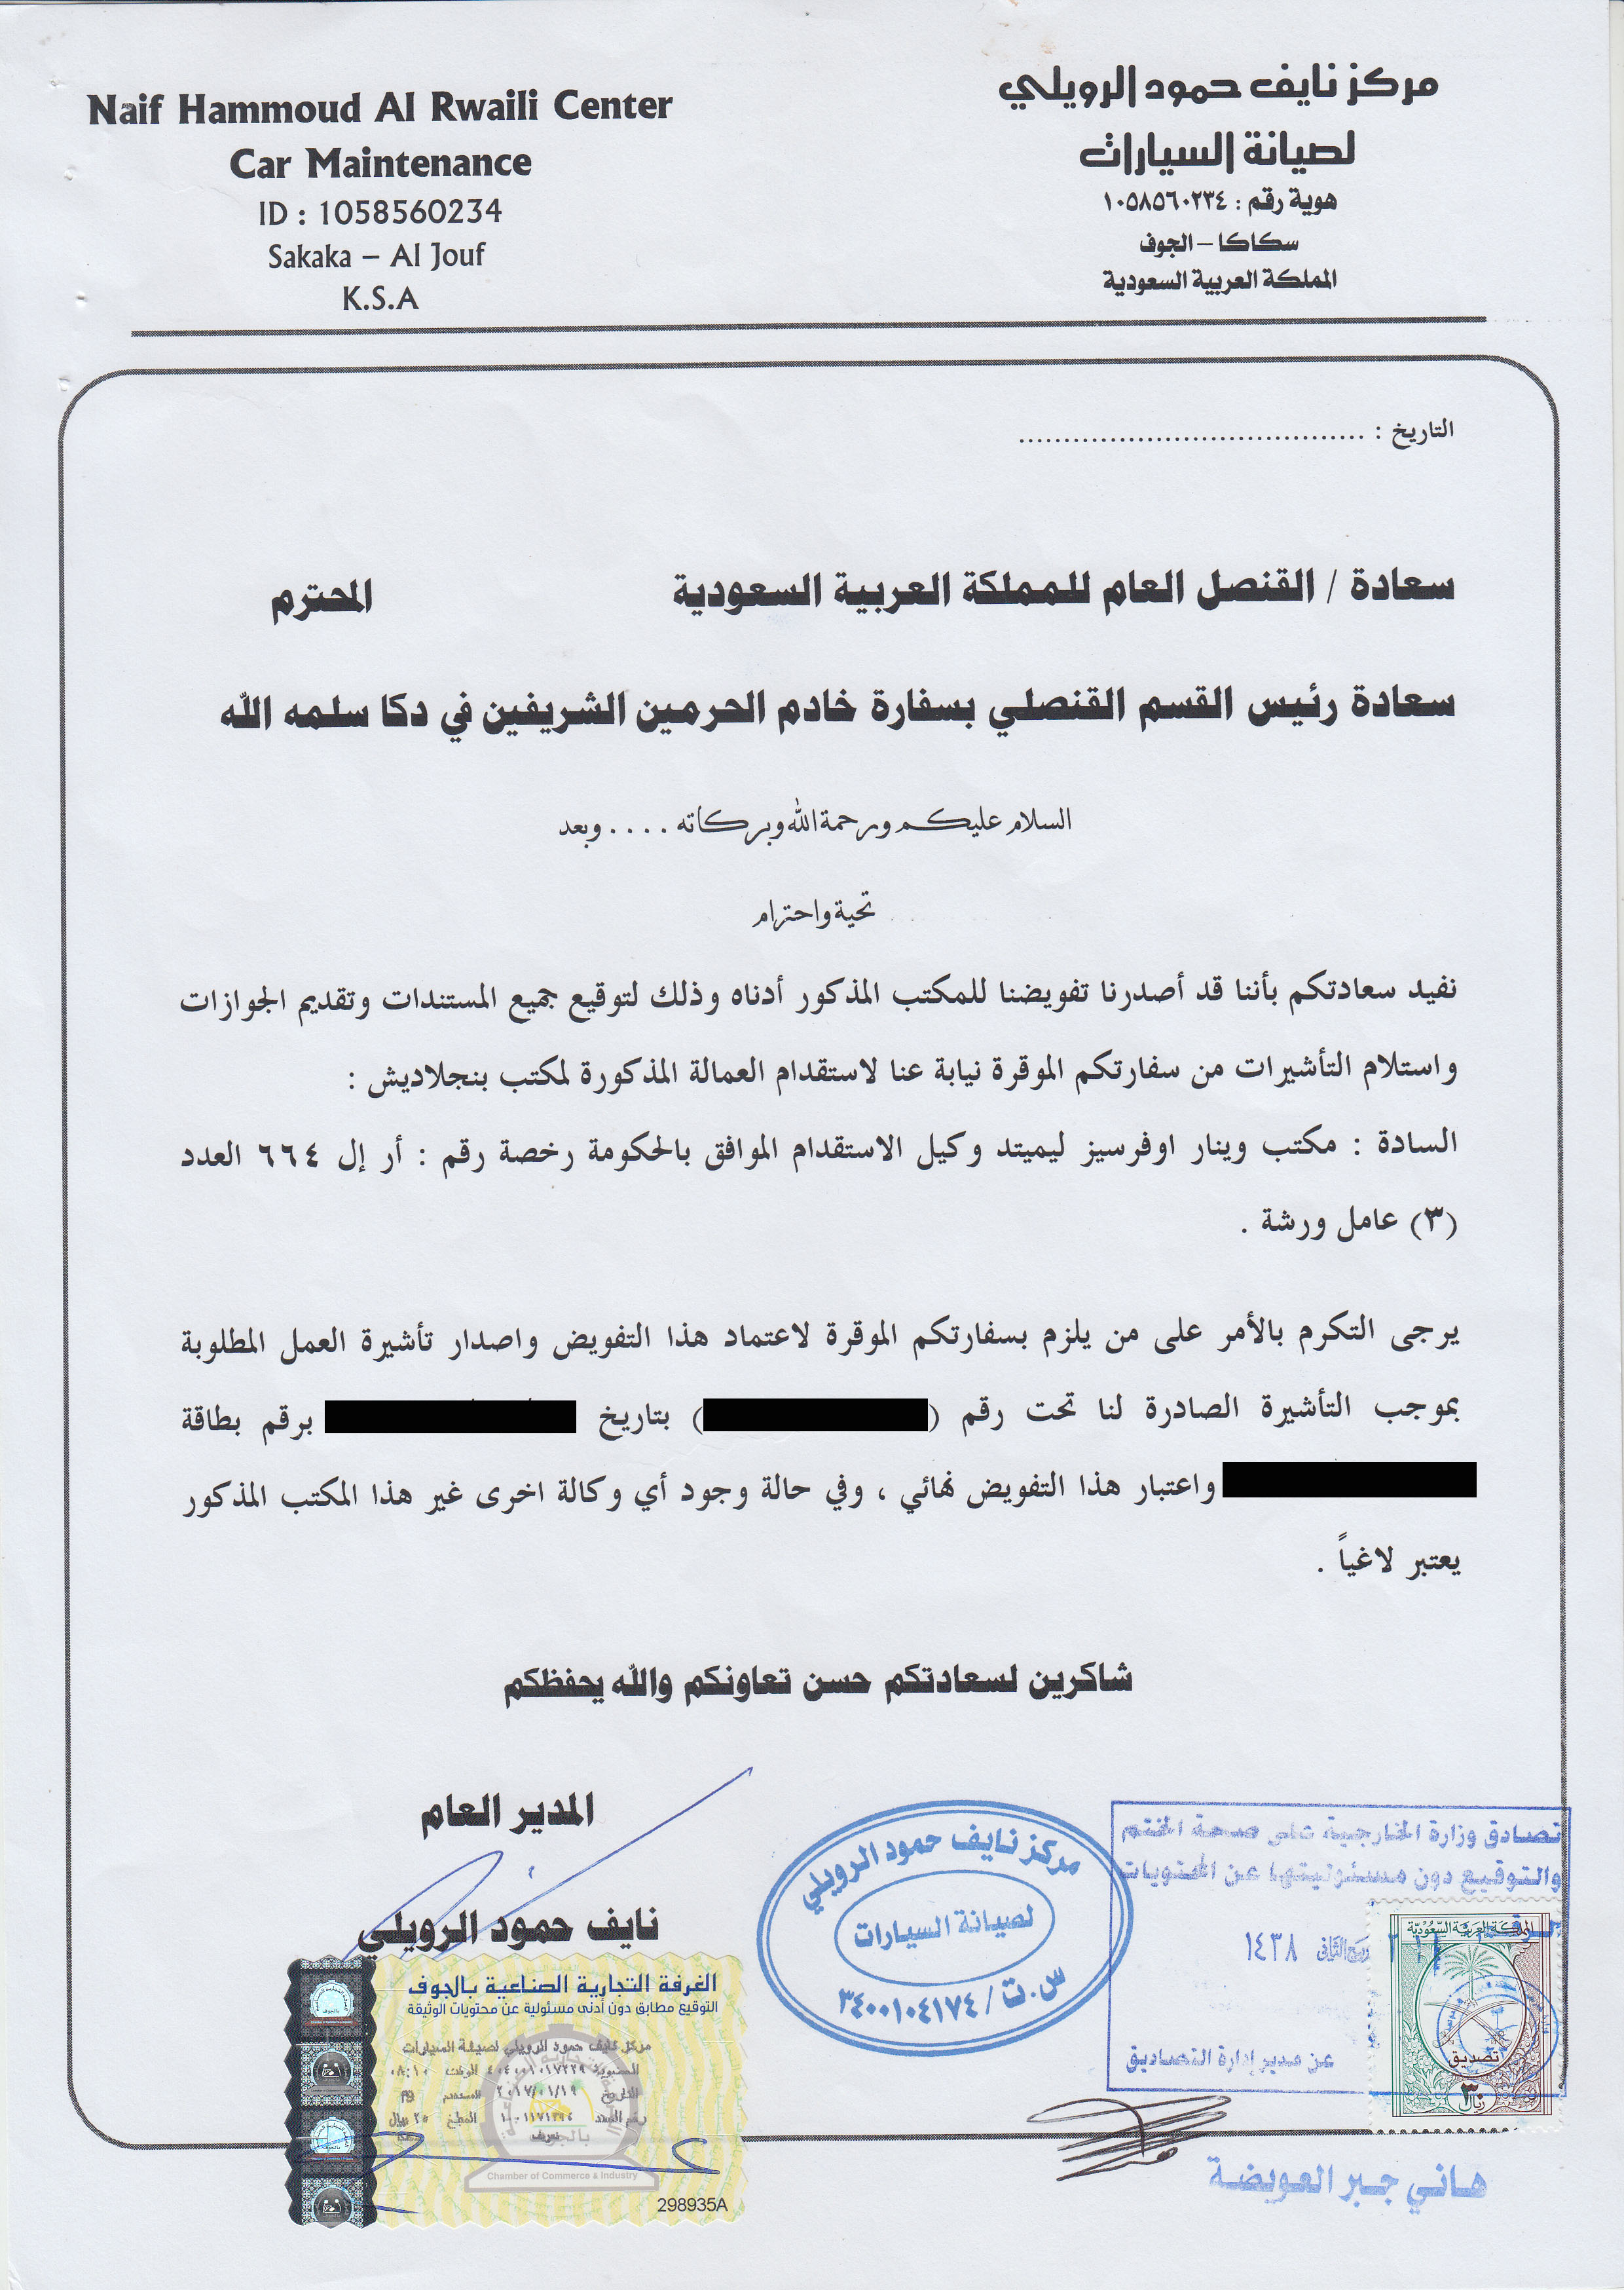 Naif Hammoud Al Rwaili Center
Car Maintenance
ID : 1058560234
Sakaka – Al Jouf
K.S.A
مركز نايف حمود الرويلي
لصيانة السيارات
هوية رقم : ١٠٥٨٥٦٠٢٣٤
سكاكا – الجوف
المملكة العربية السعودية
التاريخ : ......................................
سعادة / القنصل العام للمملكة العربية السعودية المحترم
سعادة رئيس القسم القنصلي بسفارة خادم الحرمين الشريفين في دكا سلمه الله
السلام عليكم ورحمة الله وبركاته .... وبعد
تحية واحترام
نفيد سعادتكم بأننا قد أصدرنا تفويضنا للمكتب المذكور أدناه وذلك لتوقيع جميع المستندات وتقديم الجوازات
واستلام التأشيرات من سفارتكم الموقرة نيابة عنا لاستقدام العمالة المذكورة لمكتب بنجلاديش :
السادة : مكتب وينار اوفرسيز ليميتد وكيل الاستقدام الموافق بالحكومة رخصة رقم : أر إل ٦٦٤ العدد
(٣) عامل ورشة .
يرجى التكرم بالأمر على من يلزم بسفارتكم الموقرة لاعتماد هذا التفويض واصدار تأشيرة العمل المطلوبة
بموجب التأشيرة الصادرة لنا تحت رقم ( ) بتاريخ برقم بطاقة
واعتبار هذا التفويض نهائي ، وفي حالة وجود أي وكالة اخرى غير هذا المكتب المذكور
يعتبر لاغياً .
شاكرين لسعادتكم حسن تعاونكم والله يحفظكم
المدير العام
نايف حمود الرويلي
مركز نايف حمود الرويلي
لصيانة السيارات
س.ت / ٣٤٠٠١٠٤١٧٤
تصادق وزارة الخارجية على صحة الختم
والتوقيع دون مسئوليتها عن المحتويات
ربيع الثاني ١٤٣٨
عن مدير إدارة التصاديق
المملكة العربية السعودية
تصديق
٣٠ ريال
هاني جبر العويضة
الغرفة التجارية الصناعية بالجوف
التوقيع مطابق دون أدنى مسئولية عن محتويات الوثيقة
مركز نايف حمود الرويلي لصيانة السيارات
الوقت ٠٨:١٠
التاريخ ٢٠١٧/٠١/١٩
المبلغ ٢٥ ريال
Chamber of Commerce & Industry
298935A